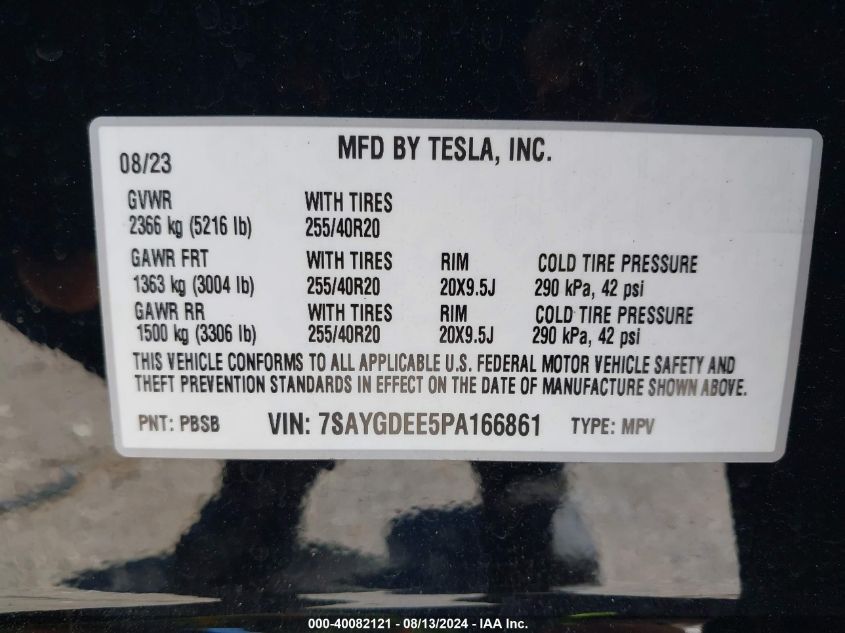 MFD BY TESLA, INC.
08/23
GVWR WITH TIRES
2366 kg (5216 lb) 255/40R20
GAWR FRT WITH TIRES RIM COLD TIRE PRESSURE
1363 kg (3004 lb) 255/40R20 20X9.5J 290 kPa, 42 psi
GAWR RR WITH TIRES RIM COLD TIRE PRESSURE
1500 kg (3306 lb) 255/40R20 20X9.5J 290 kPa, 42 psi
THIS VEHICLE CONFORMS TO ALL APPLICABLE U.S. FEDERAL MOTOR VEHICLE SAFETY AND
THEFT PREVENTION STANDARDS IN EFFECT ON THE DATE OF MANUFACTURE SHOWN ABOVE.
PNT: PBSB VIN: 7SAYGDEE5PA166861 TYPE: MPV
000-40082121 - 08/13/2024 - IAA Inc.